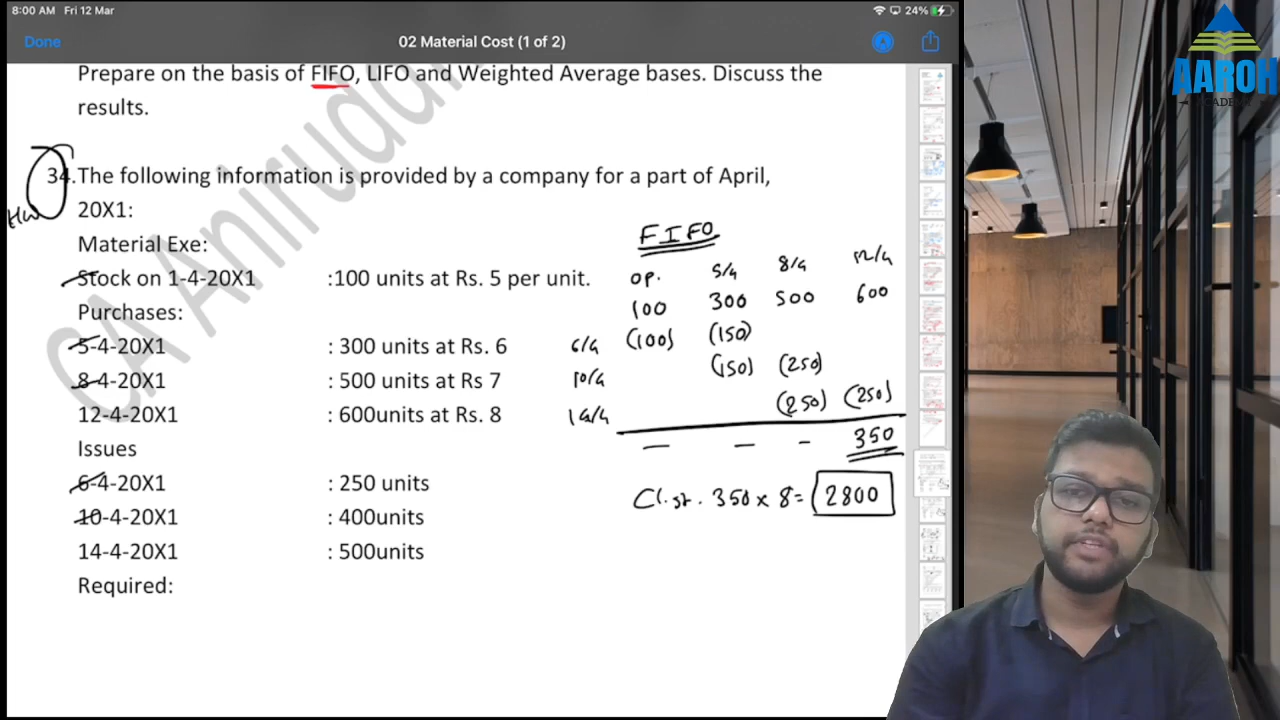 8:00 AM Fri 12 Mar
24%
Done
02 Material Cost (1 of 2)
AAROH
Prepare on the basis of FIFO, LIFO and Weighted Average bases. Discuss the
results.
CA Anirudd
34. The following information is provided by a company for a part of April,
HW
20X1:
Material Exe:
Stock on 1-4-20X1 :100 units at Rs. 5 per unit.
Purchases:
5-4-20X1 : 300 units at Rs. 6
8-4-20X1 : 500 units at Rs 7
12-4-20X1 : 600units at Rs. 8
Issues
6-4-20X1 : 250 units
10-4-20X1 : 400units
14-4-20X1 : 500units
Required:
FIFO
OP. 5/4 8/4 12/4
100 300 500 600
6/4 (100) (150)
10/4 (150) (250)
14/4 (250) (250)
— — - 350
Cl.st. 350 x 8 = 2800